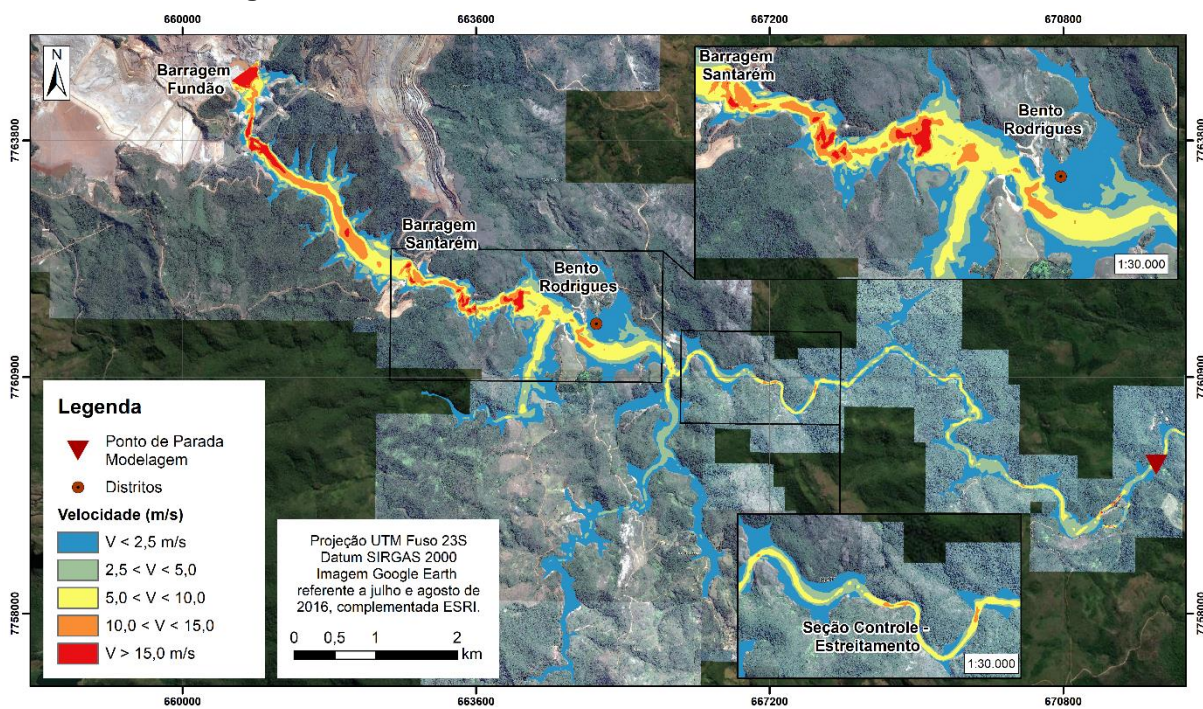 660000
663600
667200
670800
N
Barragem
Fundão
Barragem
Santarém
Bento
Rodrigues
Barragem
Santarém
Bento
Rodrigues
1:30.000
7763800
7763800
7760900
7760900
7758000
7758000
Legenda
Ponto de Parada
Modelagem
Distritos
Velocidade (m/s)
V < 2,5 m/s
2,5 < V < 5,0
5,0 < V < 10,0
10,0 < V < 15,0
V > 15,0 m/s
Projeção UTM Fuso 23S
Datum SIRGAS 2000
Imagem Google Earth
referente a julho e agosto de
2016, complementada ESRI.
0 0,5 1 2
km
Seção Controle -
Estreitamento
1:30.000
660000
663600
667200
670800